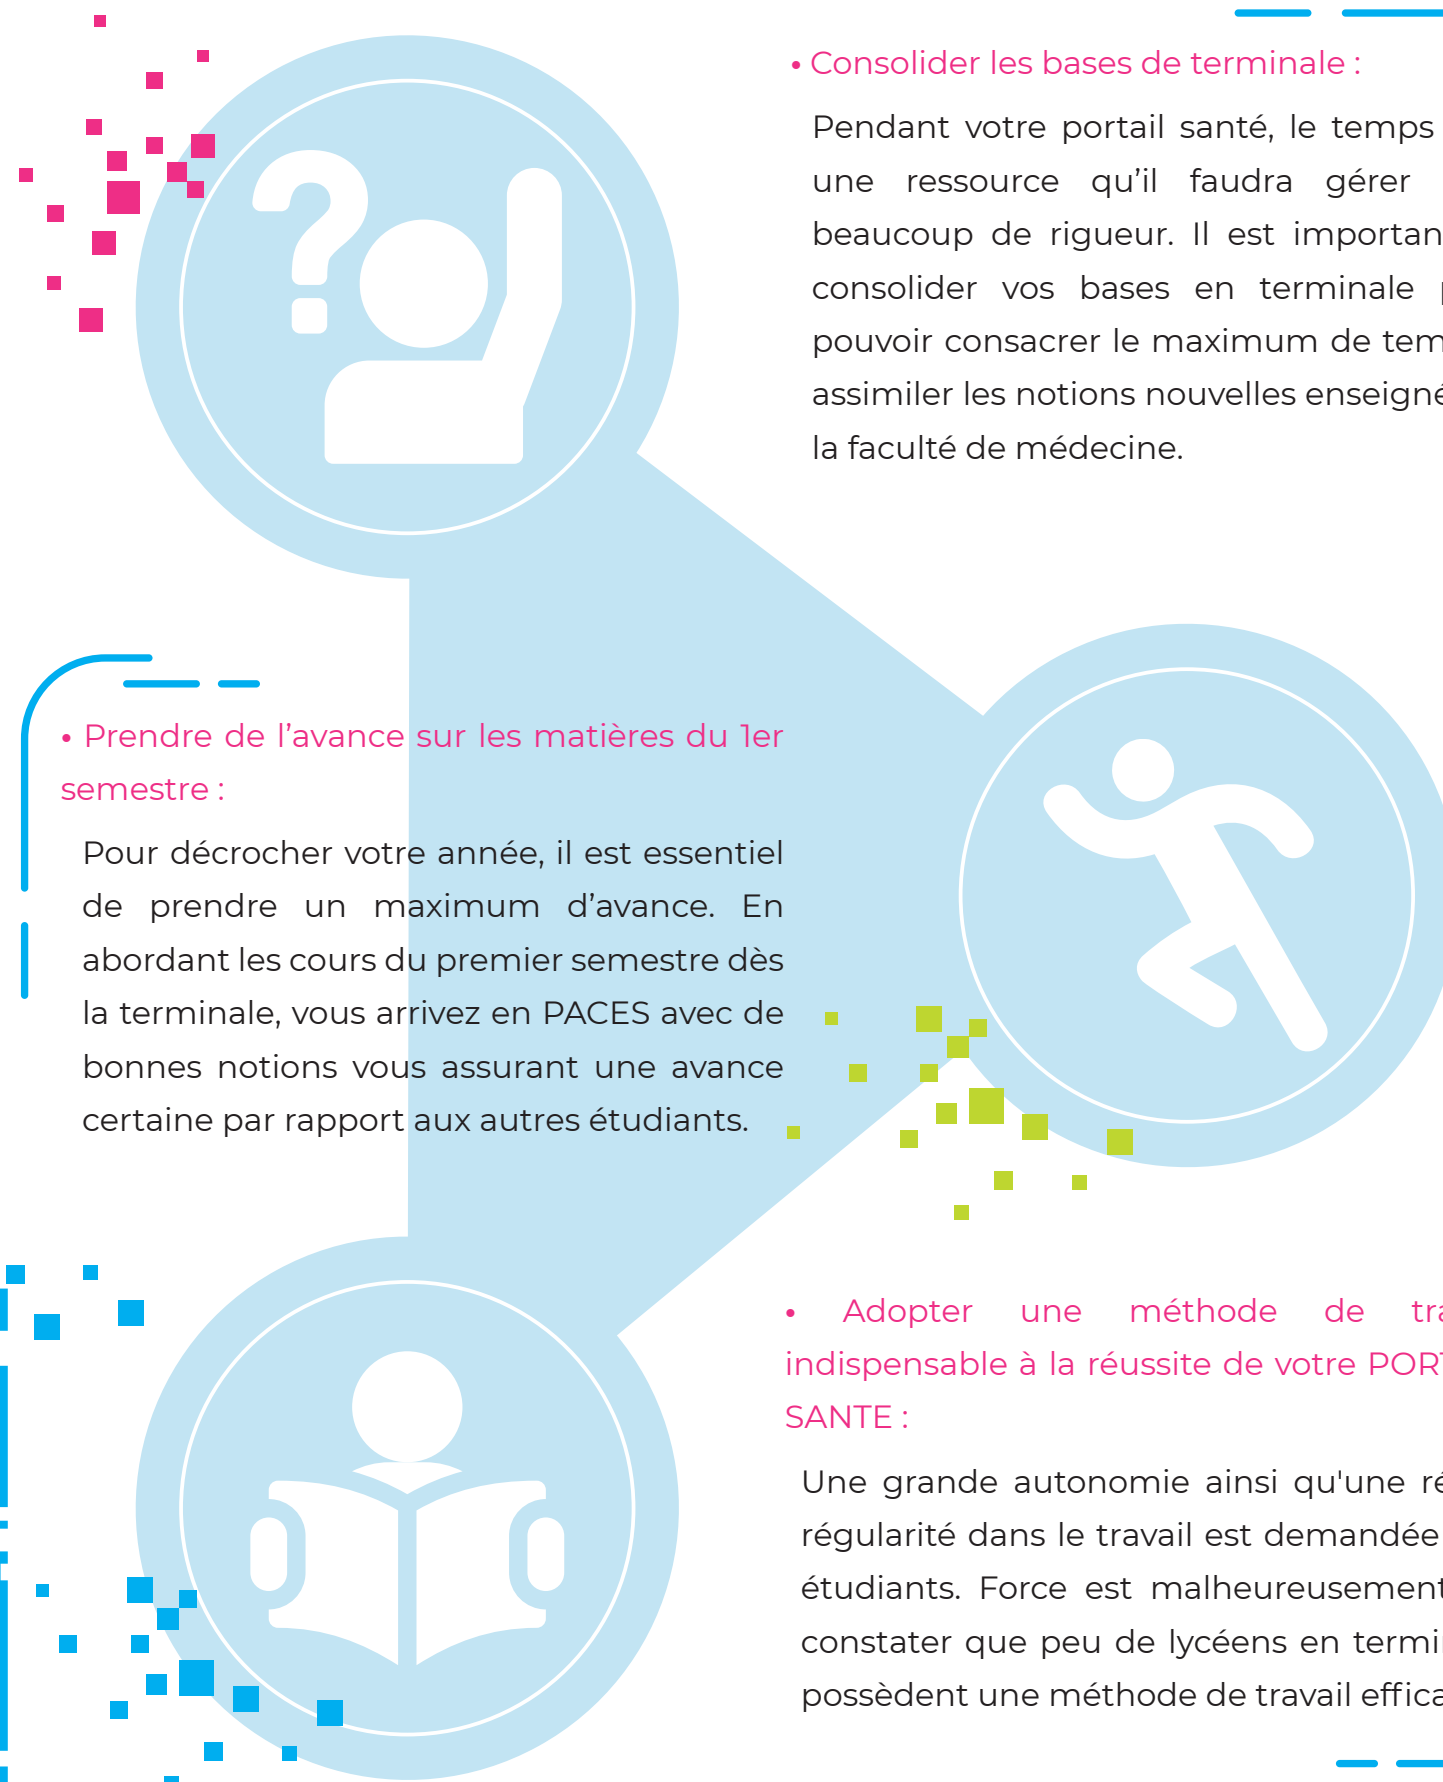 • Consolider les bases de terminale :
Pendant votre portail santé, le temps
une ressource qu’il faudra gérer
beaucoup de rigueur. Il est importan
consolider vos bases en terminale
pouvoir consacrer le maximum de tem
assimiler les notions nouvelles enseigné
la faculté de médecine.
• Prendre de l’avance sur les matières du 1er
semestre :
Pour décrocher votre année, il est essentiel
de prendre un maximum d’avance. En
abordant les cours du premier semestre dès
la terminale, vous arrivez en PACES avec de
bonnes notions vous assurant une avance
certaine par rapport aux autres étudiants.
• Adopter une méthode de tra
indispensable à la réussite de votre POR
SANTE :
Une grande autonomie ainsi qu'une ré
régularité dans le travail est demandée
étudiants. Force est malheureusement
constater que peu de lycéens en termi
possèdent une méthode de travail effica